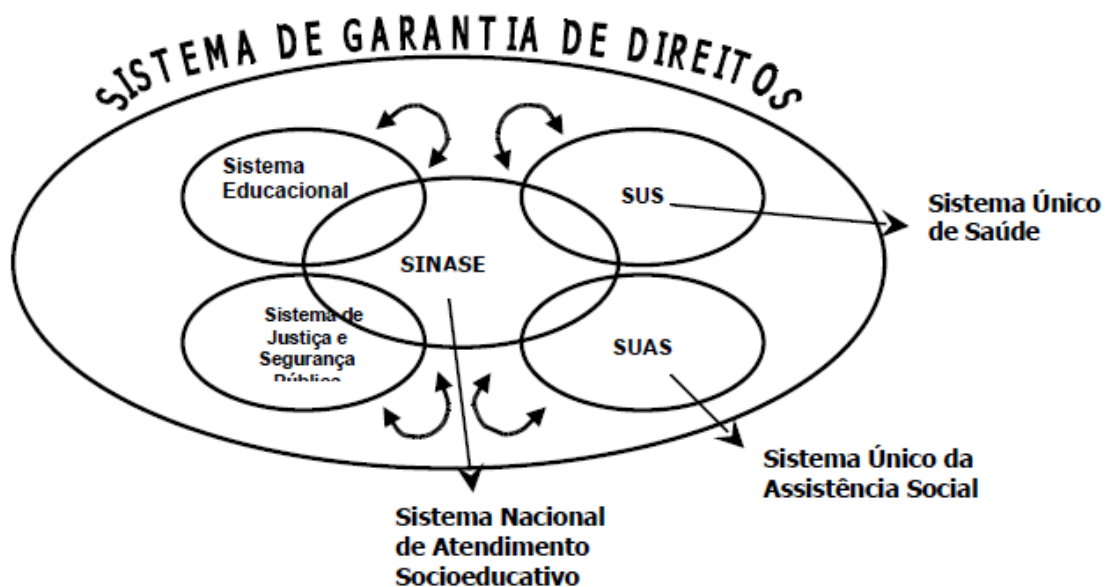 SISTEMA DE GARANTIA DE DIREITOS
Sistema
Educacional
SUS
Sistema Único
de Saúde
SINASE
Sistema de
Justiça e
Segurança
Pública
SUAS
Sistema Único da
Assistência Social
Sistema Nacional
de Atendimento
Socioeducativo